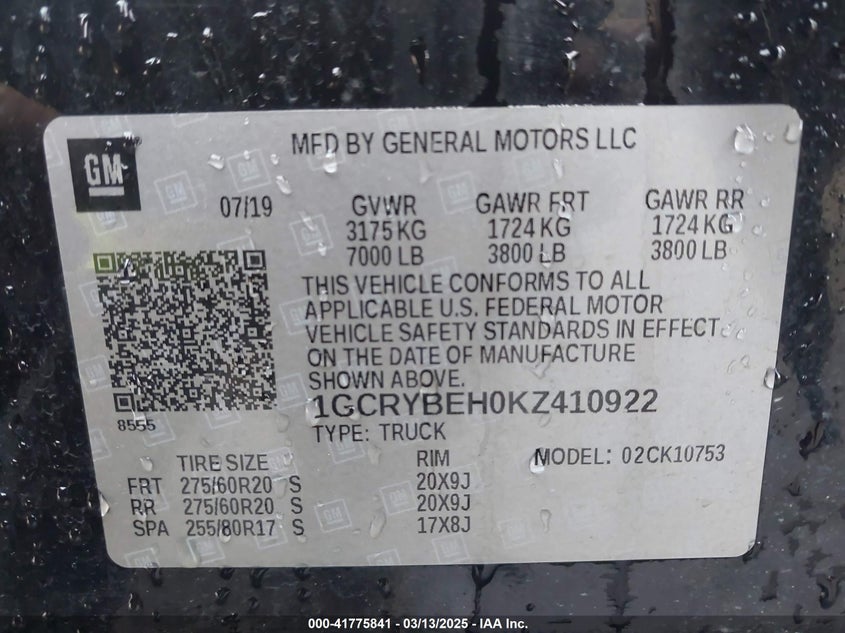 GM
MFD BY GENERAL MOTORS LLC
07/19 GVWR GAWR FRT GAWR RR
3175 KG 1724 KG 1724 KG
7000 LB 3800 LB 3800 LB
THIS VEHICLE CONFORMS TO ALL
APPLICABLE U.S. FEDERAL MOTOR
VEHICLE SAFETY STANDARDS IN EFFECT
ON THE DATE OF MANUFACTURE
SHOWN ABOVE.
1GCRYBEH0KZ410922
8555
TYPE: TRUCK
TIRE SIZE RIM MODEL: 02CK10753
FRT 275/60R20 S 20X9J
RR 275/60R20 S 20X9J
SPA 255/80R17 S 17X8J
000-41775841 / 03/13/2025 - IAA, Inc.